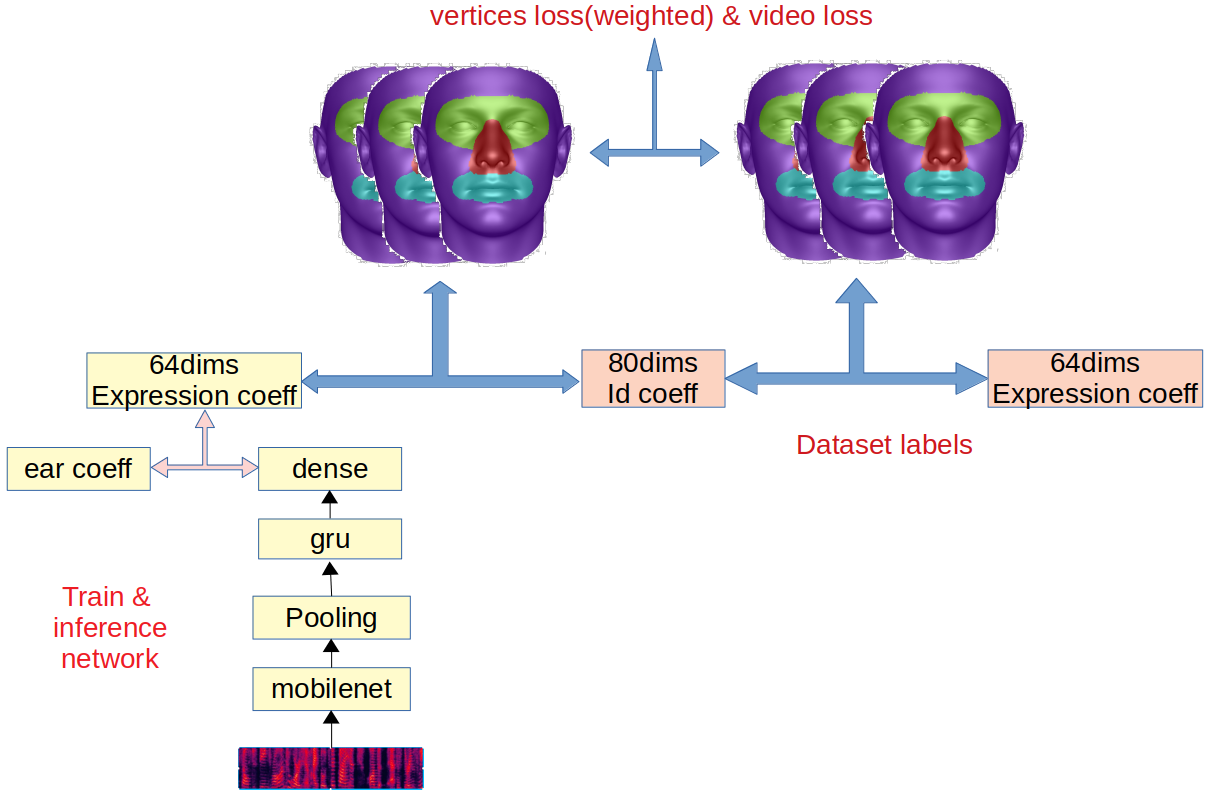 vertices loss(weighted) & video loss
64dims
Expression coeff
80dims
Id coeff
64dims
Expression coeff
Dataset labels
ear coeff
dense
gru
Train &
inference
network
Pooling
mobilenet